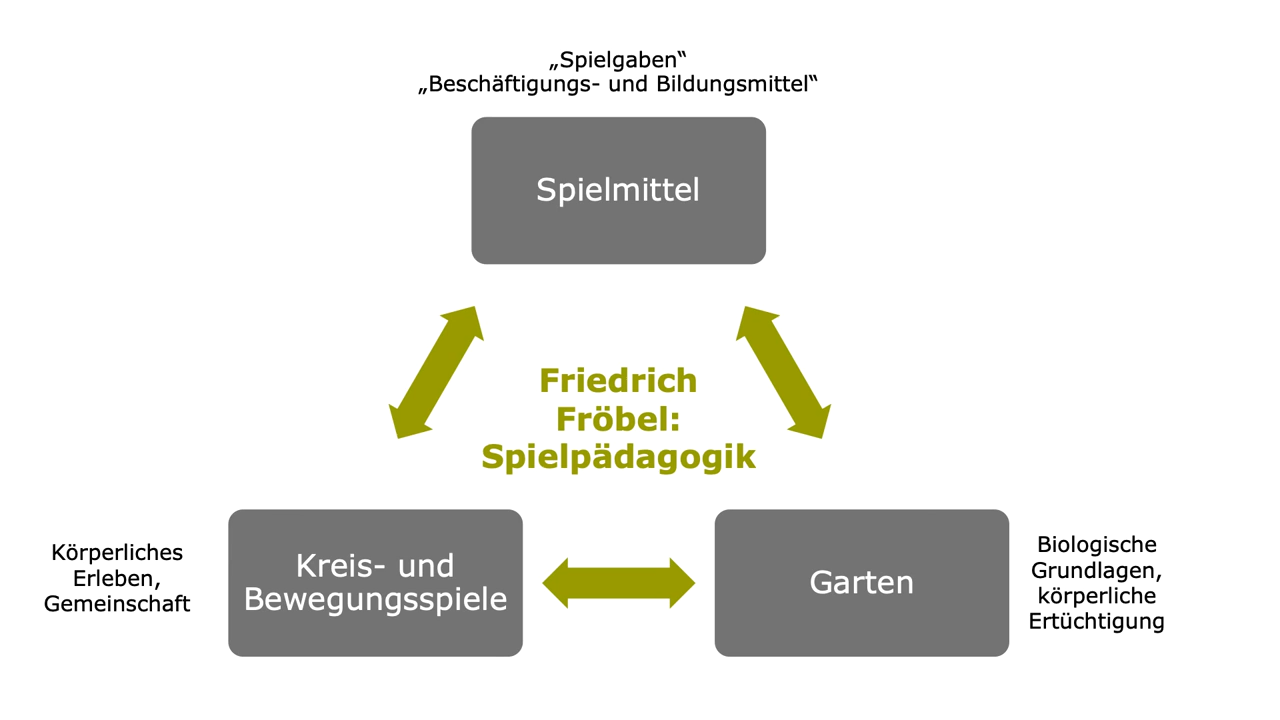 „Spielgaben“
„Beschäftigungs- und Bildungsmittel“
Spielmittel
Friedrich
Fröbel:
Spielpädagogik
Körperliches
Erleben,
Gemeinschaft
Kreis- und
Bewegungsspiele
Garten
Biologische
Grundlagen,
körperliche
Ertüchtigung